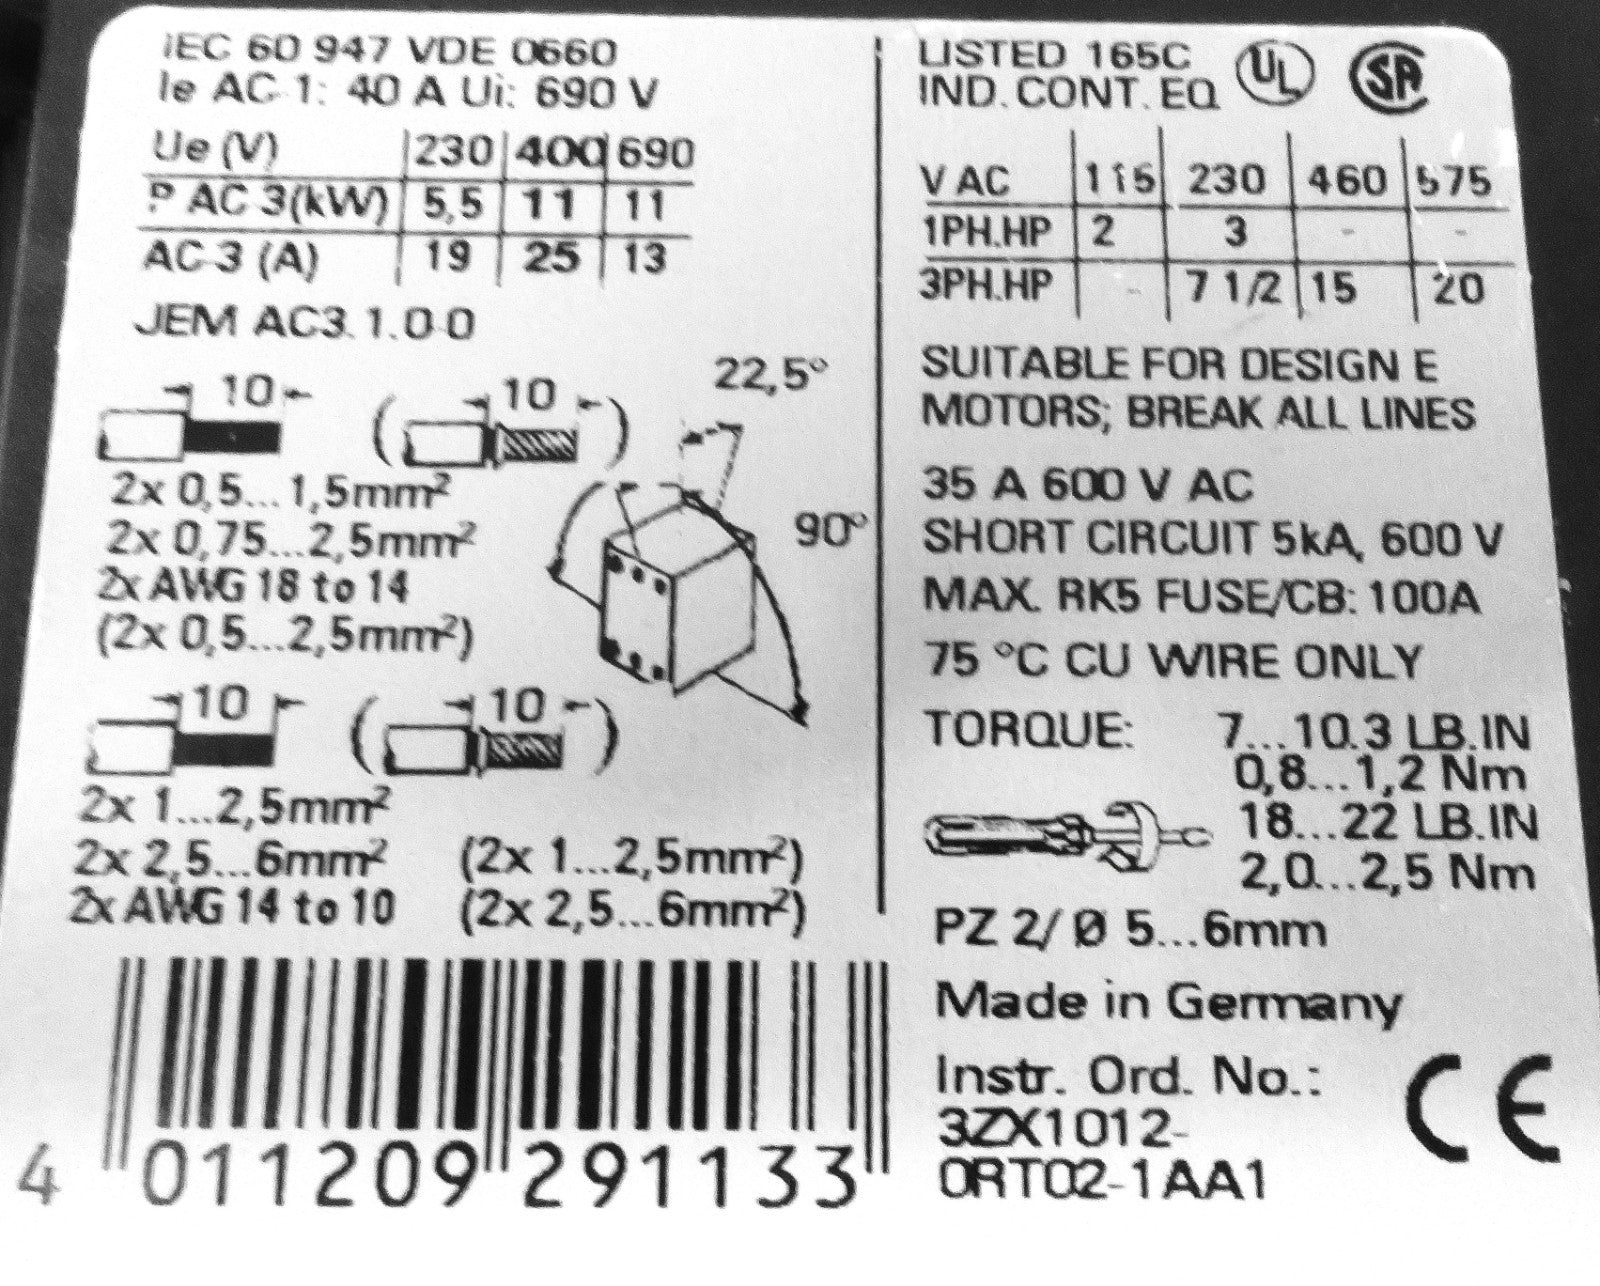 IEC 60 947 VDE 0660
Ie AC-1: 40 A Ui: 690 V
Ue (V) 230 400 690
P AC 3(kW) 5,5 11 11
AC-3 (A) 19 25 13
JEM AC3.1.0-0
10 (10)
2x 0,5...1,5mm²
2x 0,75...2,5mm²
2x AWG 18 to 14
(2x 0,5...2,5mm²)
22,5°
90°
10 (10)
2x 1...2,5mm²
2x 2,5...6mm² (2x 1...2,5mm²)
2x AWG 14 to 10 (2x 2,5...6mm²)
4 011209 291133
LISTED 165C UL SA
IND. CONT. EQ
V AC 115 230 460 575
1PH.HP 2 3 - -
3PH.HP - 7 1/2 15 20
SUITABLE FOR DESIGN E
MOTORS; BREAK ALL LINES
35 A 600 V AC
SHORT CIRCUIT 5kA, 600 V
MAX. RK5 FUSE/CB: 100A
75 °C CU WIRE ONLY
TORQUE: 7...10.3 LB.IN
0,8...1,2 Nm
18...22 LB.IN
2,0...2,5 Nm
PZ 2/ Ø 5...6mm
Made in Germany
Instr. Ord. No.:
3ZX1012-
0RT02-1AA1
CE